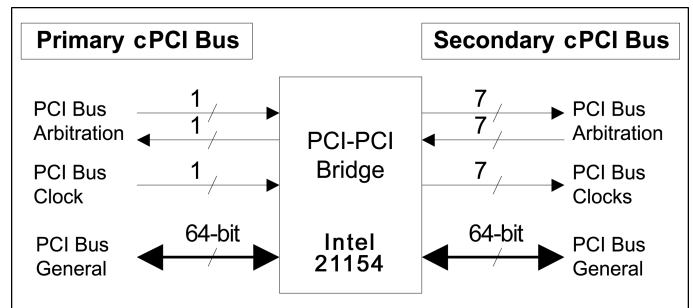 Primary cPCI Bus
Secondary cPCI Bus
PCI Bus
Arbitration
1
1
PCI Bus
Clock
1
PCI Bus
General
64-bit
PCI-PCI
Bridge
Intel
21154
7
7
PCI Bus
Arbitration
7
PCI Bus
Clocks
64-bit
PCI Bus
General